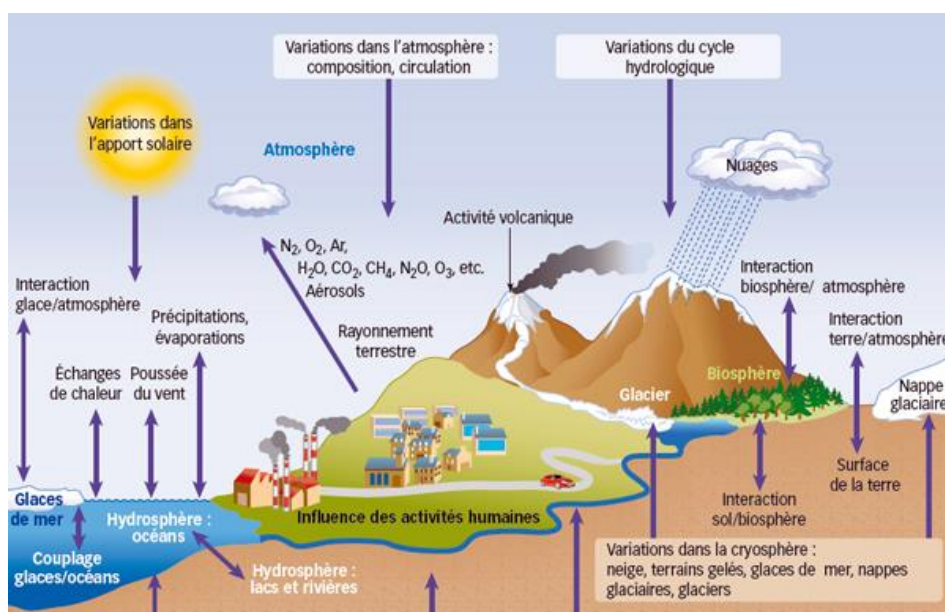 Variations dans l'atmosphère :
composition, circulation
Variations du cycle
hydrologique
Variations dans
l'apport solaire
Atmosphère
Nuages
Activité volcanique
N₂, O₂, Ar,
H₂O, CO₂, CH₄, N₂O, O₃, etc.
Aérosols
Interaction
glace/atmosphère
Précipitations,
évaporations
Rayonnement
terrestre
Interaction
biosphère/ atmosphère
Interaction
terre/atmosphère
Échanges
de chaleur
Poussée
du vent
Glacier
Biosphère
Nappe
glaciaire
Glaces
de mer
Hydrosphère :
océans
Influence des activités humaines
Surface
de la terre
Interaction
sol/biosphère
Couplage
glaces/océans
Hydrosphère :
lacs et rivières
Variations dans la cryosphère :
neige, terrains gelés, glaces de mer, nappes
glaciaires, glaciers